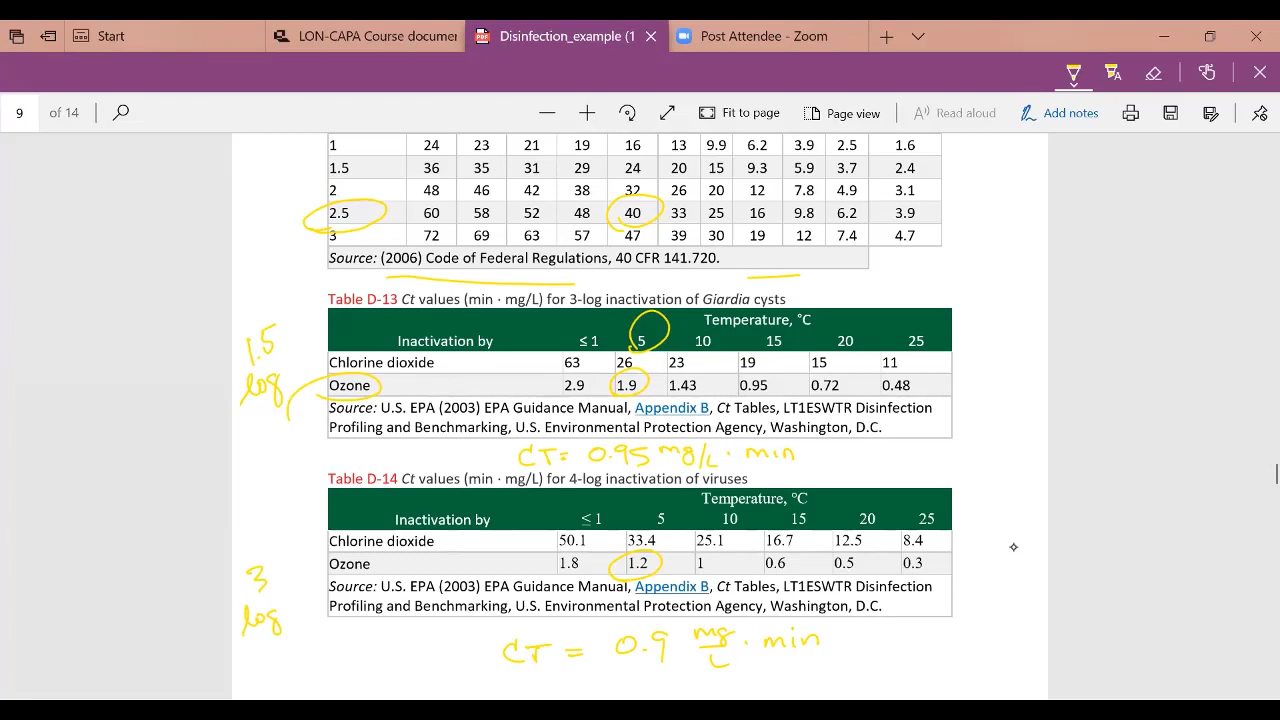 Start LON-CAPA Course documen Disinfection_example (1 Post Attendee - Zoom
9 of 14 Fit to page Page view Read aloud Add notes
1 24 23 21 19 16 13 9.9 6.2 3.9 2.5 1.6
1.5 36 35 31 29 24 20 15 9.3 5.9 3.7 2.4
2 48 46 42 38 32 26 20 12 7.8 4.9 3.1
2.5 60 58 52 48 40 33 25 16 9.8 6.2 3.9
3 72 69 63 57 47 39 30 19 12 7.4 4.7
Source: (2006) Code of Federal Regulations, 40 CFR 141.720.
Table D-13 Ct values (min · mg/L) for 3-log inactivation of Giardia cysts
Temperature, °C
Inactivation by ≤ 1 5 10 15 20 25
Chlorine dioxide 63 26 23 19 15 11
Ozone 2.9 1.9 1.43 0.95 0.72 0.48
1.5
log
Source: U.S. EPA (2003) EPA Guidance Manual, Appendix B, Ct Tables, LT1ESWTR Disinfection
Profiling and Benchmarking, U.S. Environmental Protection Agency, Washington, D.C.
CT= 0.95 mg/L · min
Table D-14 Ct values (min · mg/L) for 4-log inactivation of viruses
Temperature, °C
Inactivation by ≤ 1 5 10 15 20 25
Chlorine dioxide 50.1 33.4 25.1 16.7 12.5 8.4
Ozone 1.8 1.2 1 0.6 0.5 0.3
3
log
Source: U.S. EPA (2003) EPA Guidance Manual, Appendix B, Ct Tables, LT1ESWTR Disinfection
Profiling and Benchmarking, U.S. Environmental Protection Agency, Washington, D.C.
CT = 0.9 mg/L · min